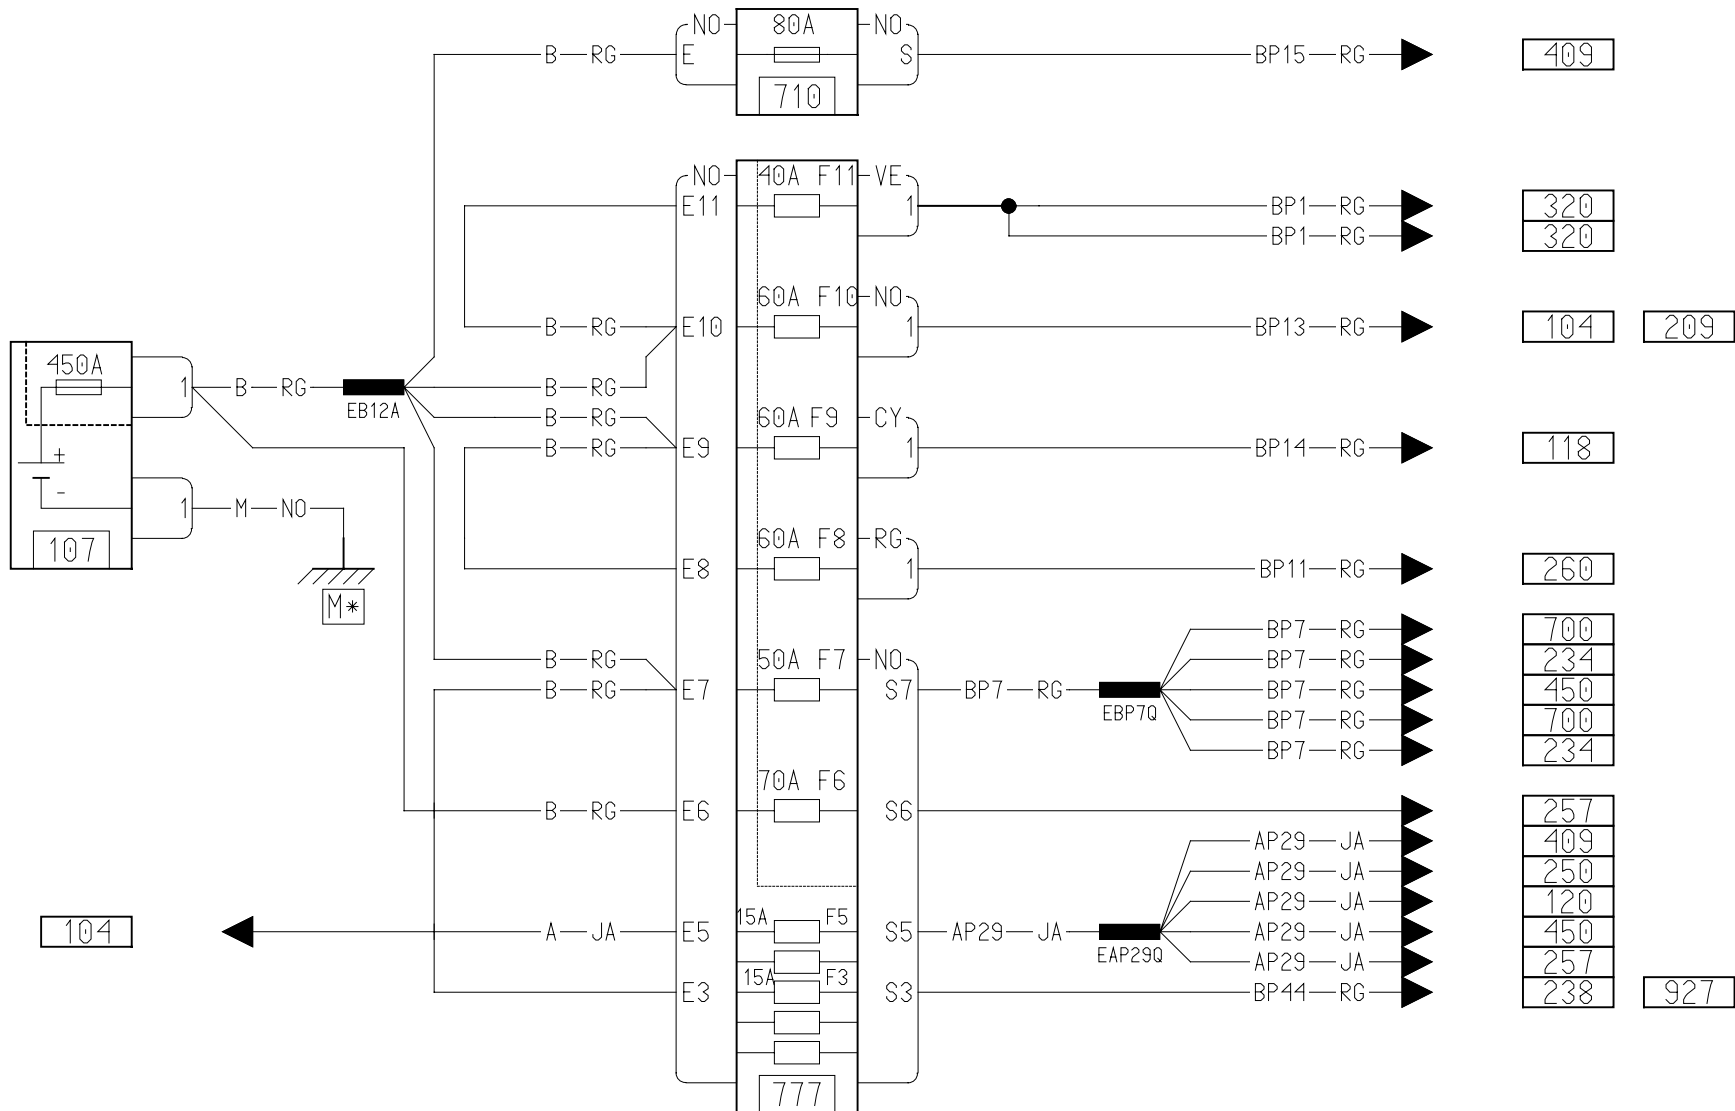 NO 80A NO
B RG E S BP15 RG 409
710
NO 40A F11 VE
E11 1 BP1 RG 320
BP1 RG 320
60A F10 NO
B RG E10 1 BP13 RG 104 209
450A
1 B RG B RG
EB12A
B RG 60A F9 CY
+ B RG E9 1 BP14 RG 118
-
1 M NO
107
60A F8 RG
E8 1 BP11 RG 260
M*
BP7 RG 700
B RG 50A F7 NO BP7 RG 234
B RG E7 S7 BP7 RG BP7 RG 450
EBP7Q
BP7 RG 700
BP7 RG 234
70A F6
B RG E6 S6 257
AP29 JA 409
AP29 JA 250
AP29 JA 120
15A F5
104 A JA E5 S5 AP29 JA AP29 JA 450
EAP29Q
AP29 JA 257
15A F3
E3 S3 BP44 RG 238 927
777